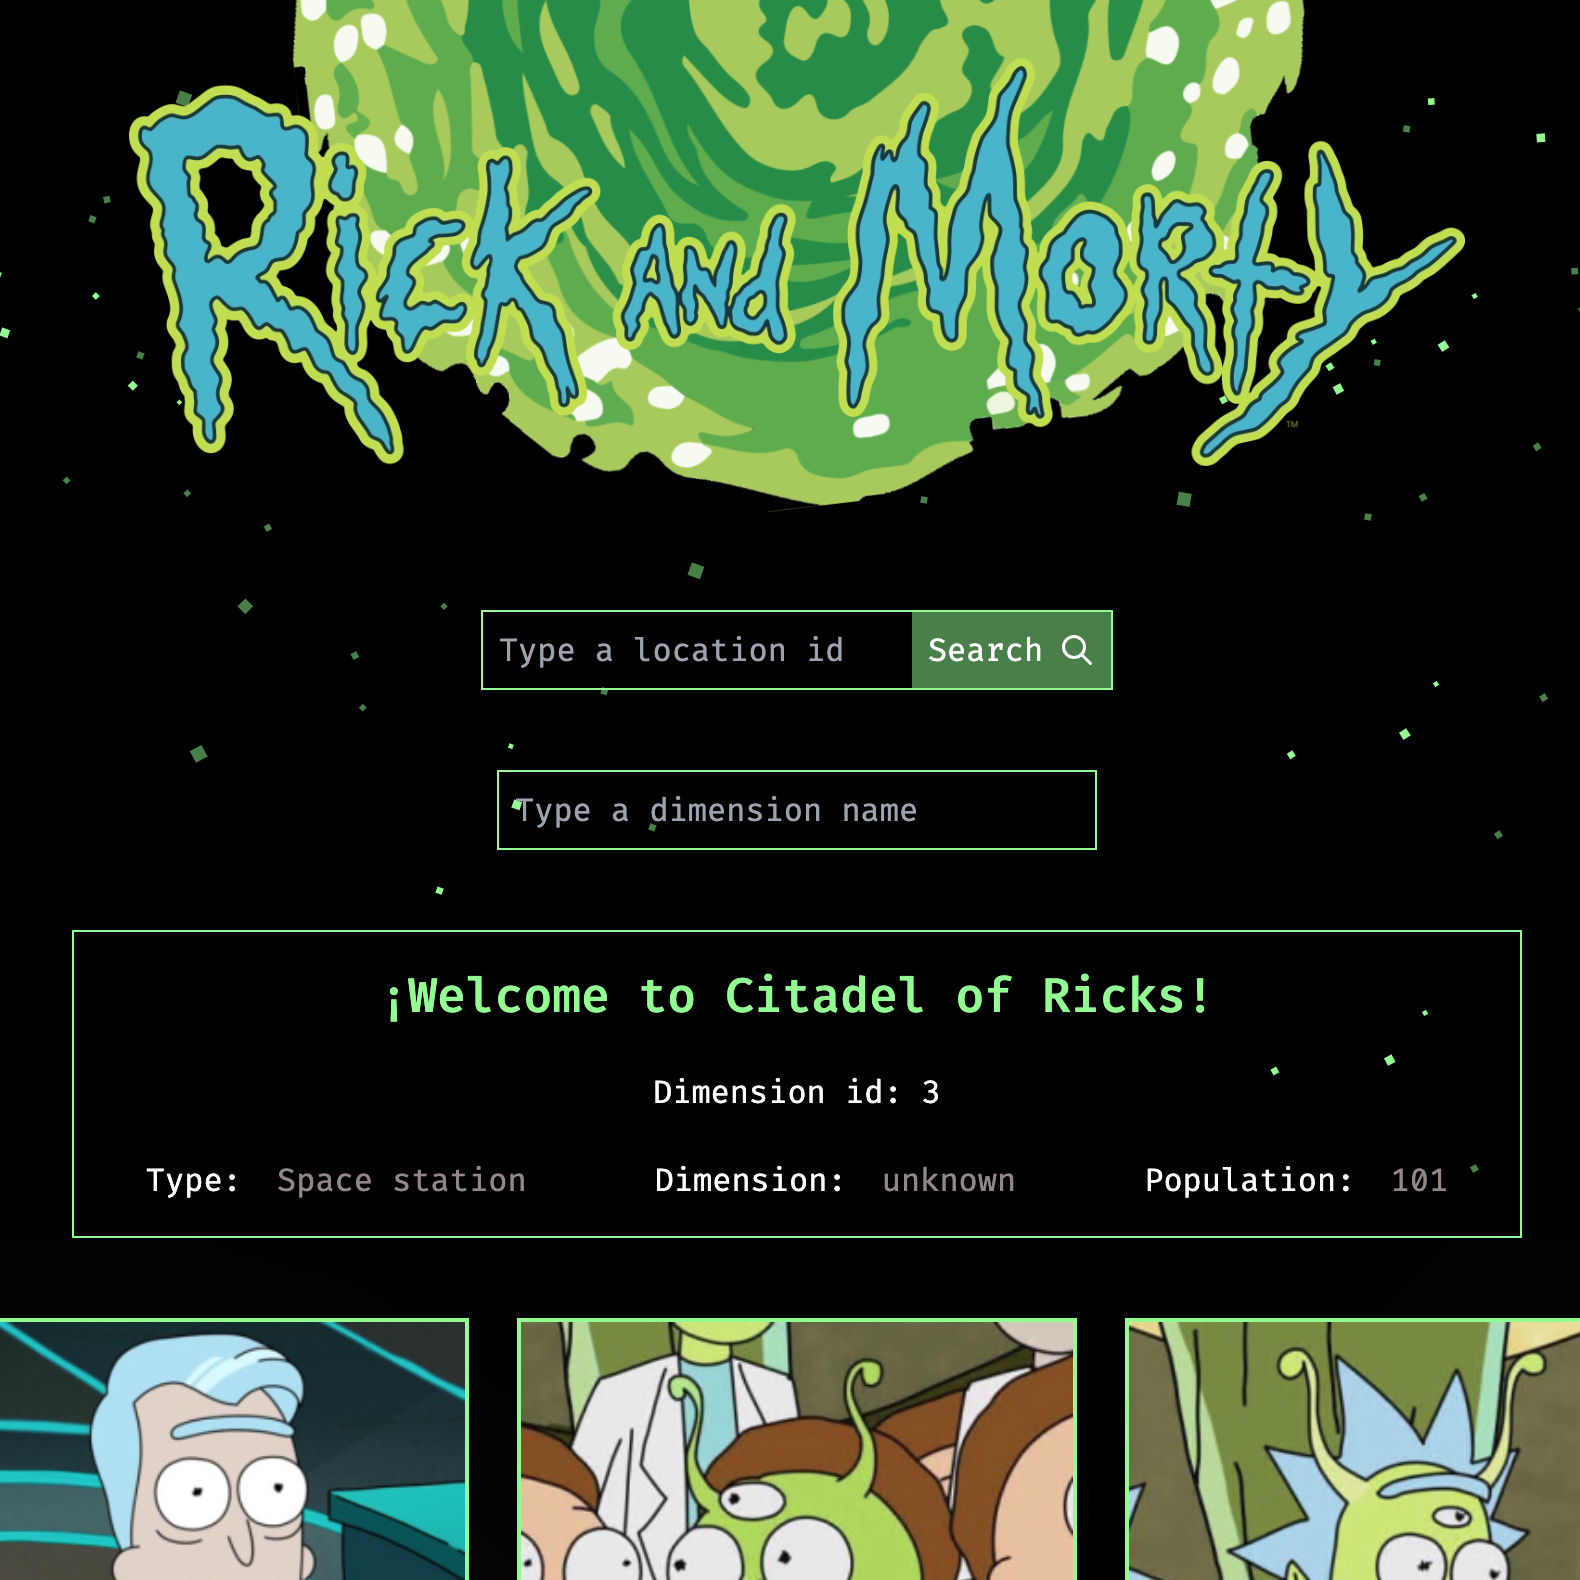 Rick and Morty
™
Type a location id Search
Type a dimension name
¡Welcome to Citadel of Ricks!
Dimension id: 3
Type: Space station Dimension: unknown Population: 101